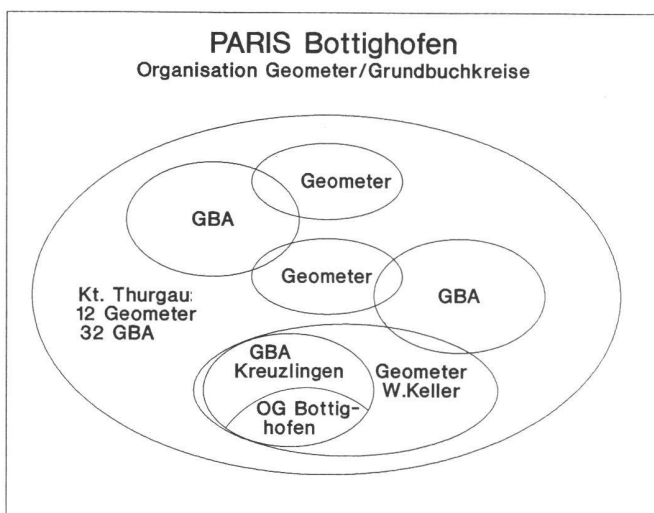 PARIS Bottighofen
Organisation Geometer/Grundbuchkreise
Geometer
GBA
Geometer
GBA
Kt. Thurgau:
12 Geometer
32 GBA
GBA
Kreuzlingen
Geometer
W.Keller
OG Bottig-
hofen